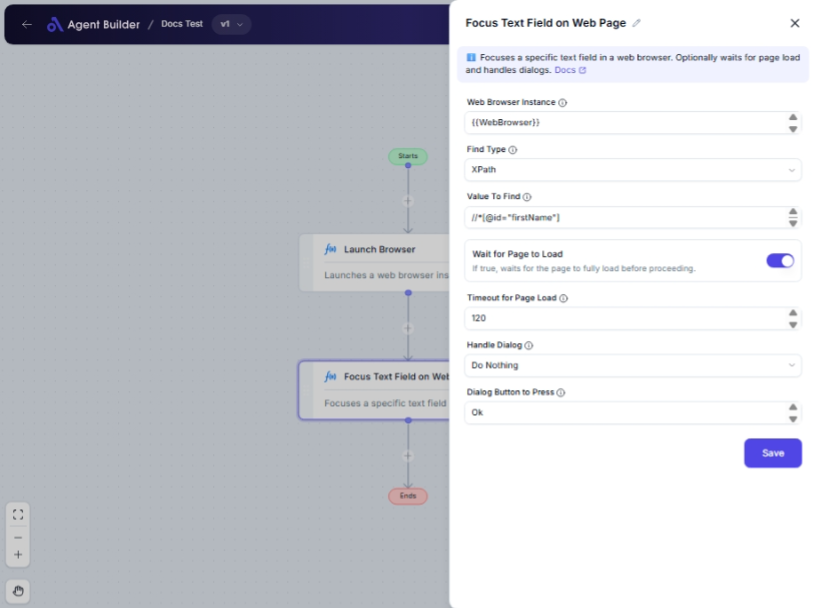 Agent Builder / Docs Test v1
Focus Text Field on Web Page
Focuses a specific text field in a web browser. Optionally waits for page load
and handles dialogs. Docs
Web Browser Instance
{{WebBrowser}}
Find Type
XPath
Value To Find
//*[@id="firstName"]
Wait for Page to Load
If true, waits for the page to fully load before proceeding.
Timeout for Page Load
120
Handle Dialog
Do Nothing
Dialog Button to Press
Ok
Save
Starts
f(x) Launch Browser
Launches a web browser ins
f(x) Focus Text Field on Web
Focuses a specific text field
Ends